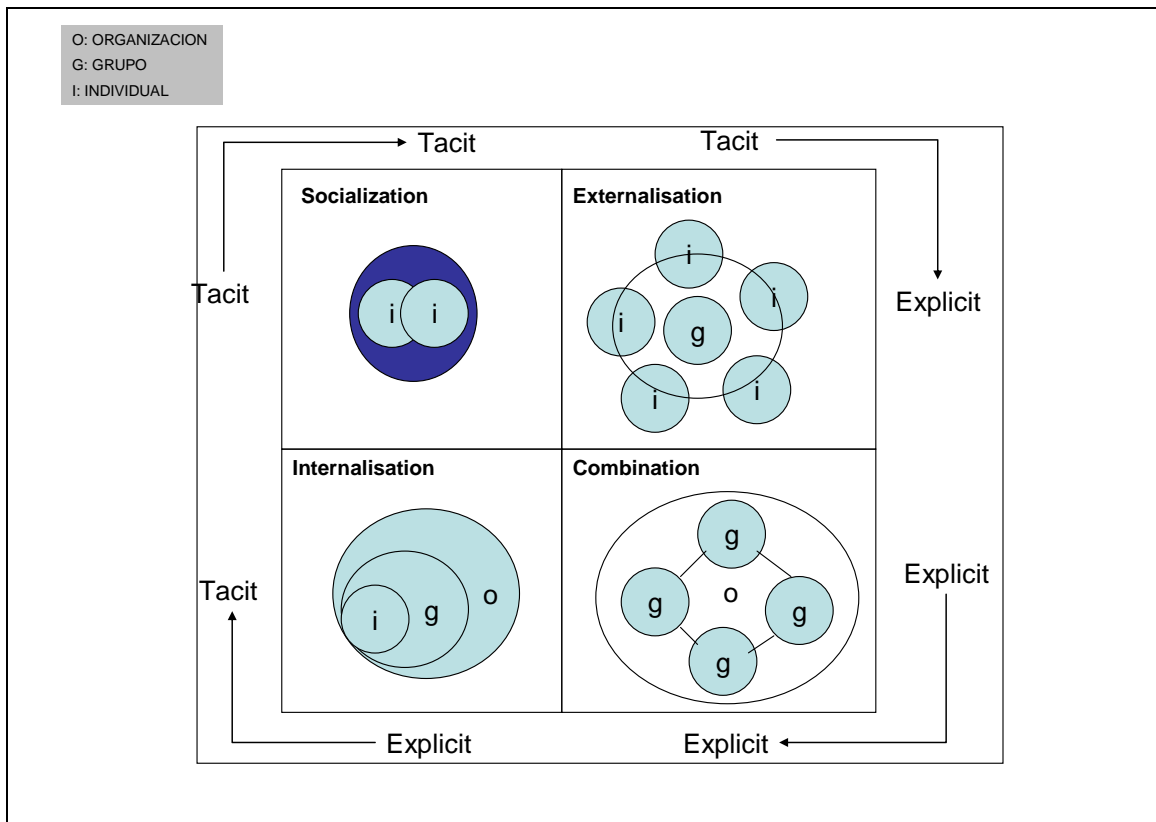 O: ORGANIZACION
G: GRUPO
I: INDIVIDUAL
Tacit
Tacit
Socialization
Externalisation
i
i
i
i
i
i
g
i
i
Tacit
Explicit
Internalisation
Combination
g
g
o
g
g
i
g
o
Tacit
Explicit
Explicit
Explicit